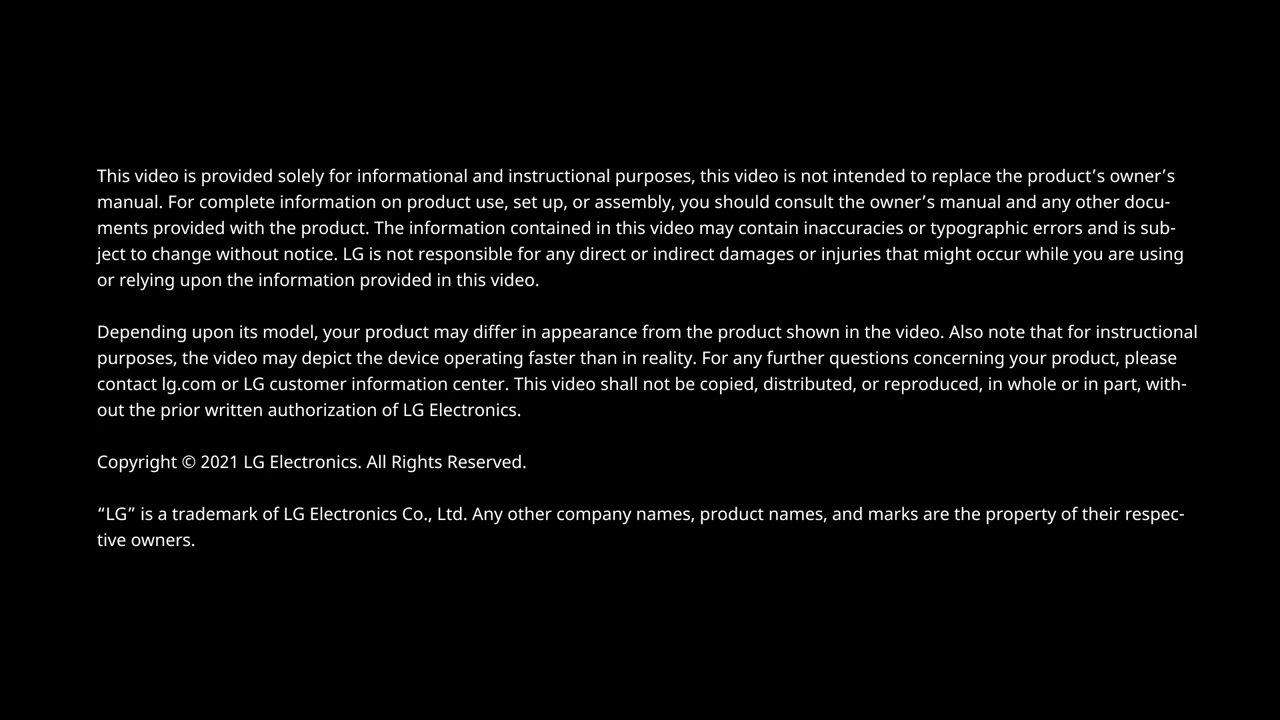 This video is provided solely for informational and instructional purposes, this video is not intended to replace the product’s owner’s
manual. For complete information on product use, set up, or assembly, you should consult the owner’s manual and any other docu-
ments provided with the product. The information contained in this video may contain inaccuracies or typographic errors and is sub-
ject to change without notice. LG is not responsible for any direct or indirect damages or injuries that might occur while you are using
or relying upon the information provided in this video.
Depending upon its model, your product may differ in appearance from the product shown in the video. Also note that for instructional
purposes, the video may depict the device operating faster than in reality. For any further questions concerning your product, please
contact lg.com or LG customer information center. This video shall not be copied, distributed, or reproduced, in whole or in part, with-
out the prior written authorization of LG Electronics.
Copyright © 2021 LG Electronics. All Rights Reserved.
“LG” is a trademark of LG Electronics Co., Ltd. Any other company names, product names, and marks are the property of their respec-
tive owners.